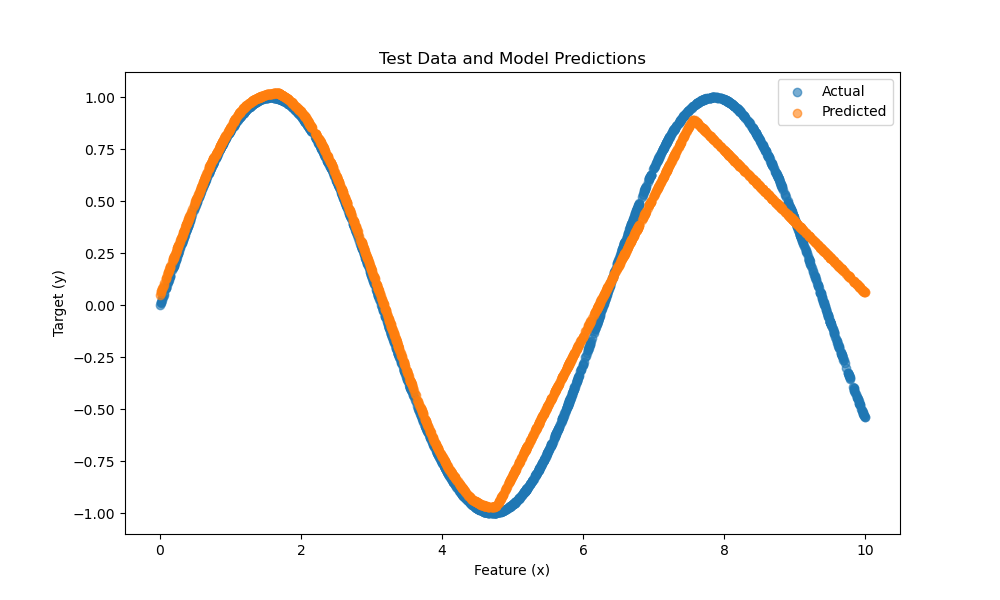 Test Data and Model Predictions
Actual
Predicted
1.00
0.75
0.50
0.25
0.00
−0.25
−0.50
−0.75
−1.00
Target (y)
0 2 4 6 8 10
Feature (x)